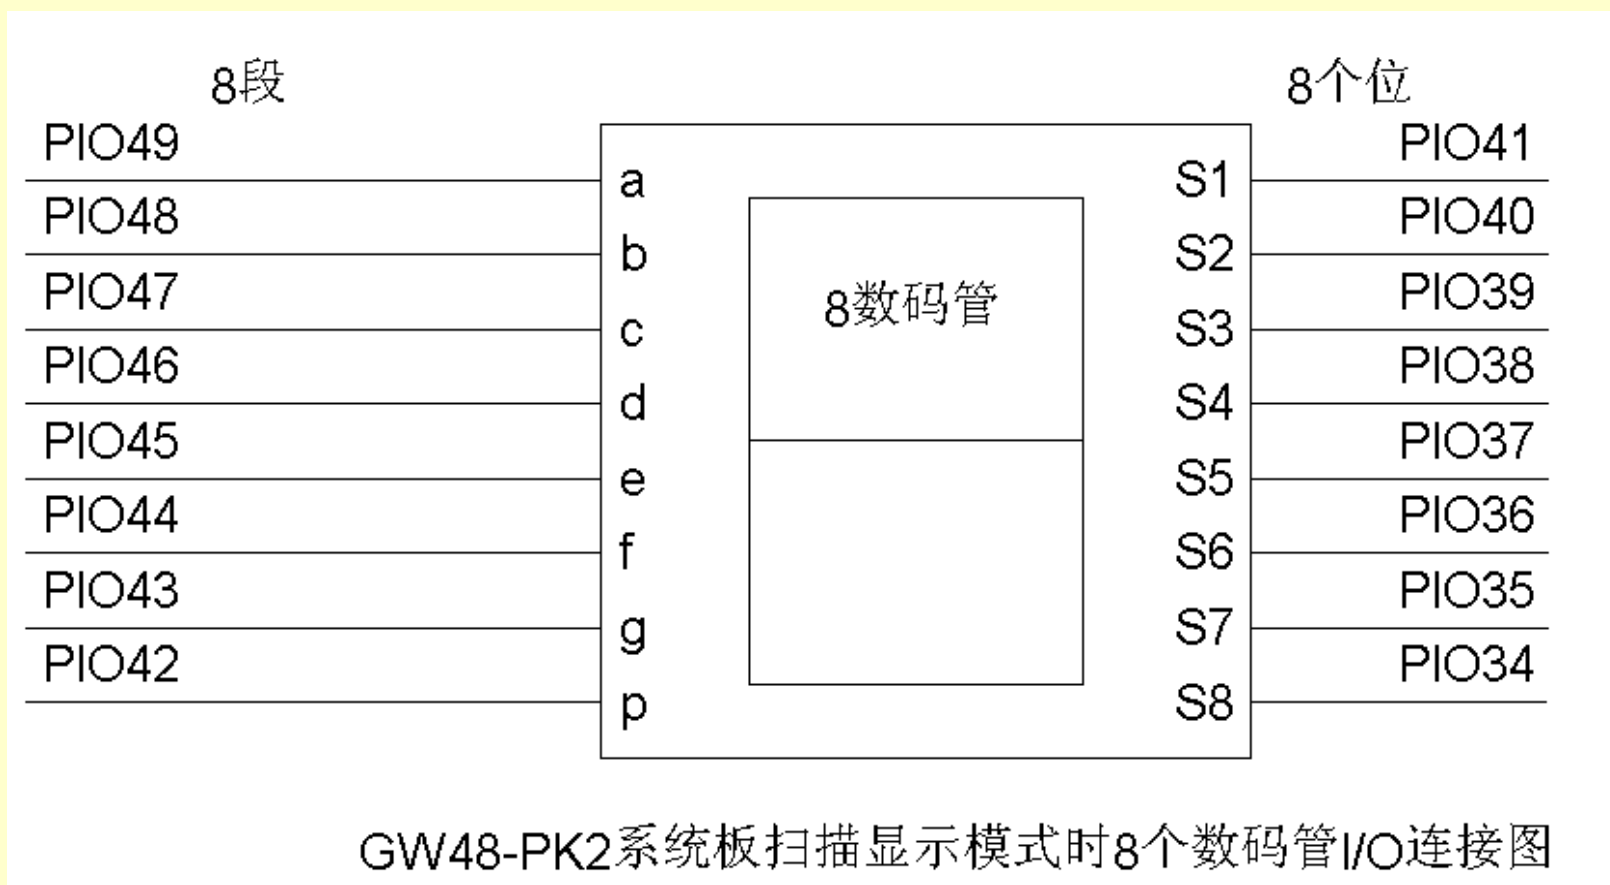 8段 8个位
PIO49 PIO41
a S1
PIO48 PIO40
b S2
PIO47 PIO39
8数码管
c S3
PIO46 PIO38
d S4
PIO45 PIO37
e S5
PIO44 PIO36
f S6
PIO43 PIO35
g S7
PIO42 PIO34
p S8
GW48-PK2系统板扫描显示模式时8个数码管I/O连接图